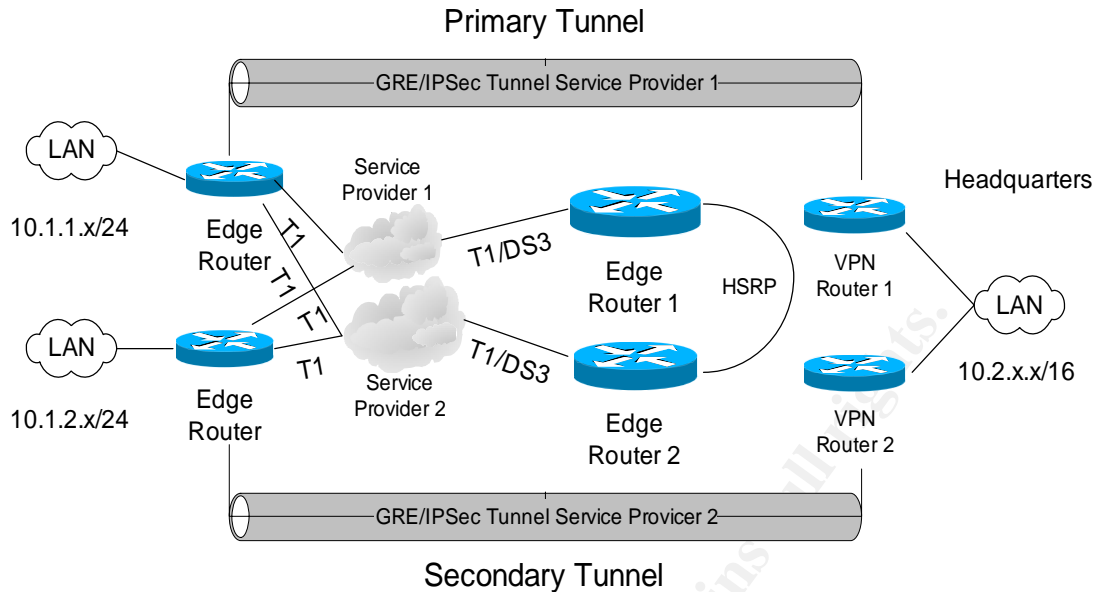 Primary Tunnel
GRE/IPSec Tunnel Service Provider 1
LAN
10.1.1.x/24
Edge
Router
Service
Provider 1
T1
T1
T1
T1
T1/DS3
Edge
Router 1
HSRP
Headquarters
VPN
Router 1
LAN
10.2.x.x/16
LAN
10.1.2.x/24
Edge
Router
Service
Provider 2
T1/DS3
Edge
Router 2
VPN
Router 2
GRE/IPSec Tunnel Service Provicer 2
Secondary Tunnel
ins
ull rights.